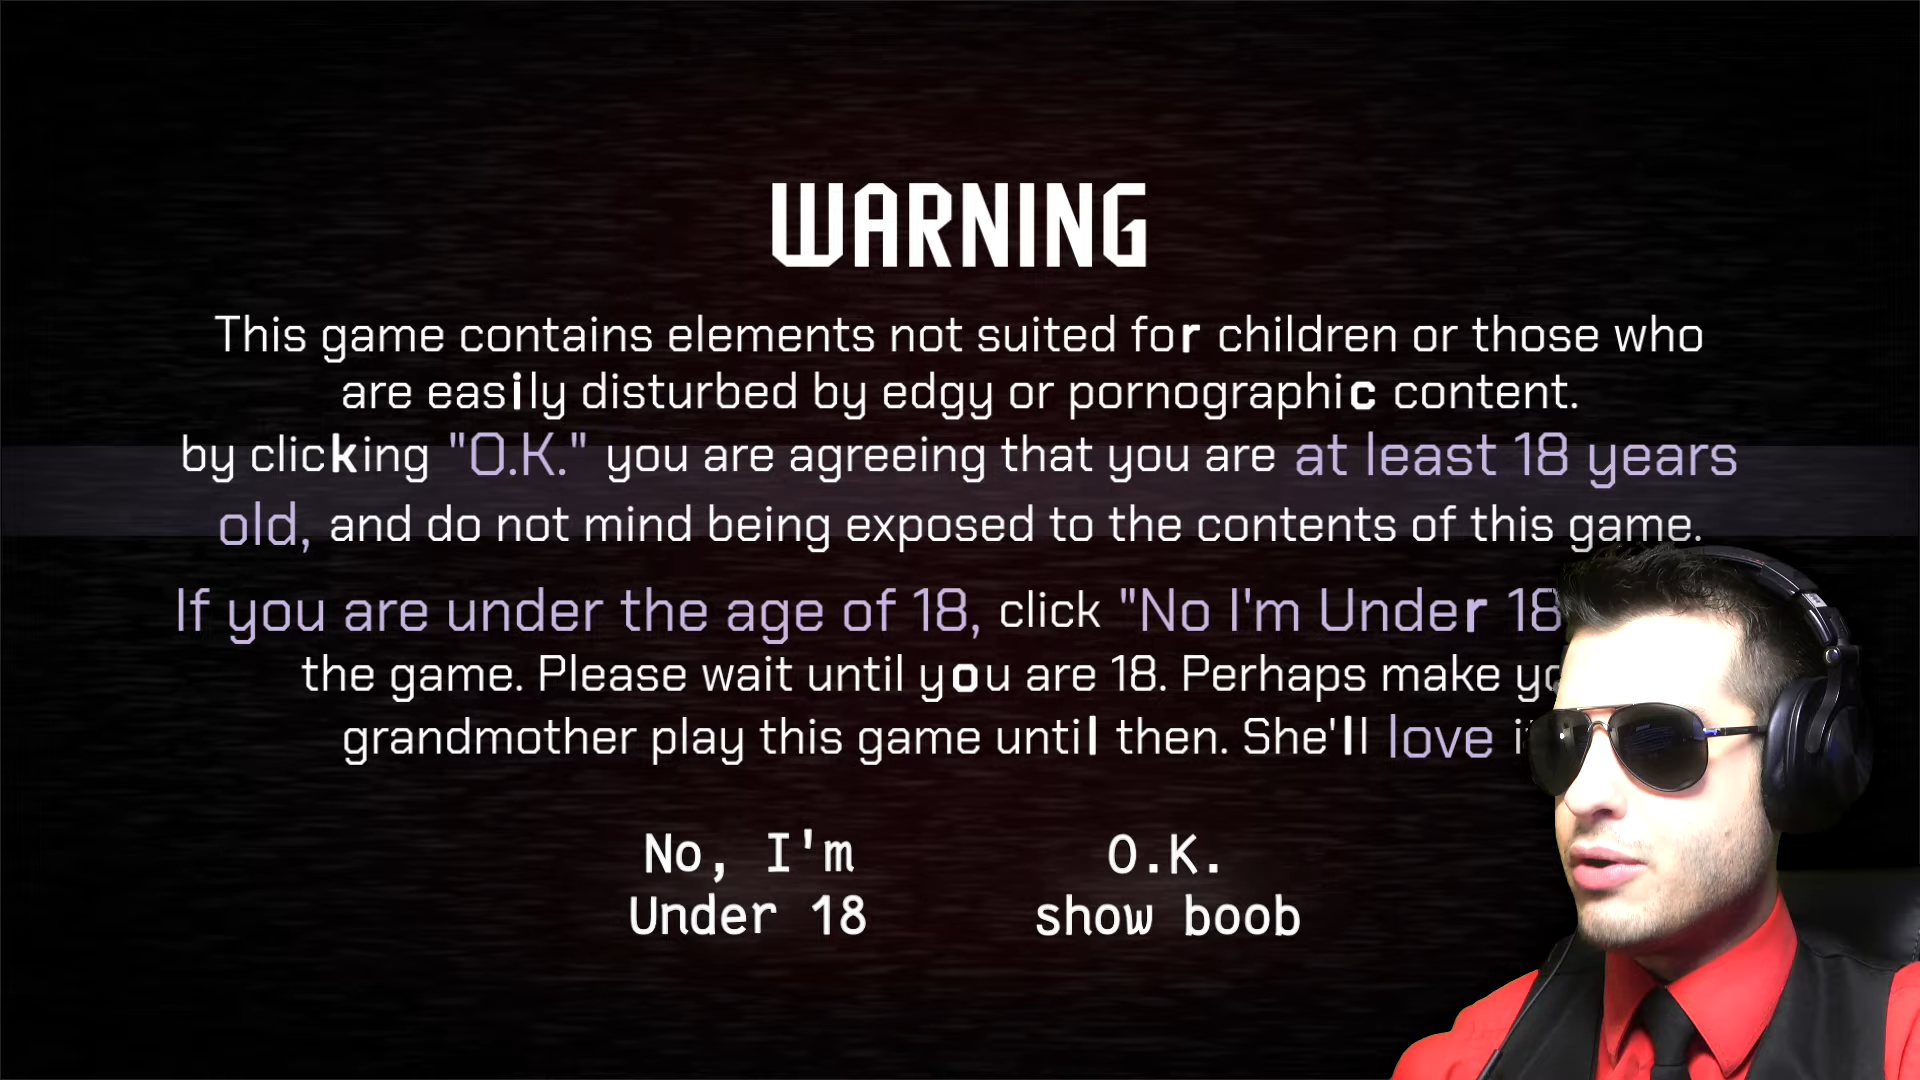 WARNING
This game contains elements not suited for children or those who
are easily disturbed by edgy or pornographic content.
by clicking "O.K." you are agreeing that you are at least 18 years
old, and do not mind being exposed to the contents of this game.
If you are under the age of 18, click "No I'm Under 18
the game. Please wait until you are 18. Perhaps make
grandmother play this game until then. She'll love
No, I'm
Under 18
O.K.
show boob